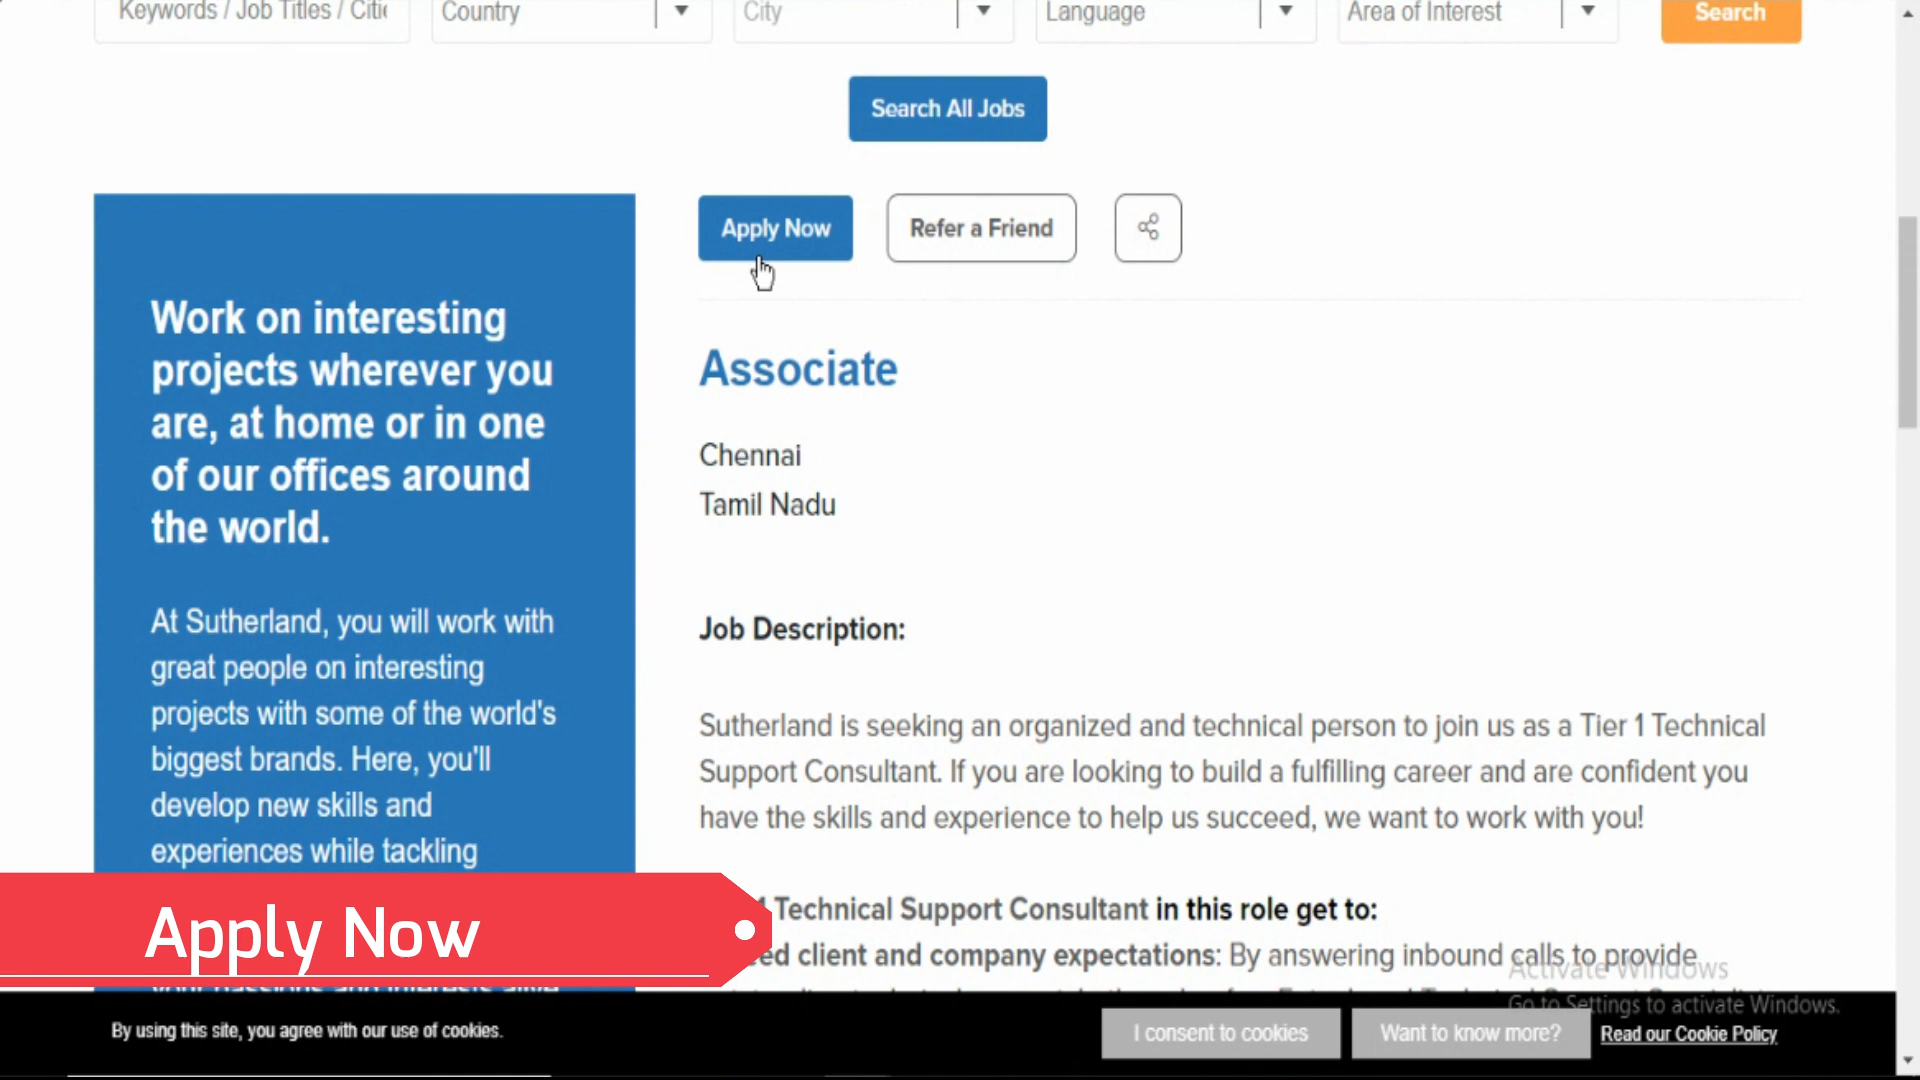 Keywords / Job Titles / Citi
Country
City
Language
Area of Interest
Search
Search All Jobs
Apply Now
Refer a Friend
Work on interesting
projects wherever you
are, at home or in one
of our offices around
the world.
At Sutherland, you will work with
great people on interesting
projects with some of the world's
biggest brands. Here, you'll
develop new skills and
experiences while tackling
Associate
Chennai
Tamil Nadu
Job Description:
Sutherland is seeking an organized and technical person to join us as a Tier 1 Technical
Support Consultant. If you are looking to build a fulfilling career and are confident you
have the skills and experience to help us succeed, we want to work with you!
1 Technical Support Consultant in this role get to:
ed client and company expectations: By answering inbound calls to provide
Apply Now
Activate Windows
Go to Settings to activate Windows.
By using this site, you agree with our use of cookies.
I consent to cookies
Want to know more?
Read our Cookie Policy